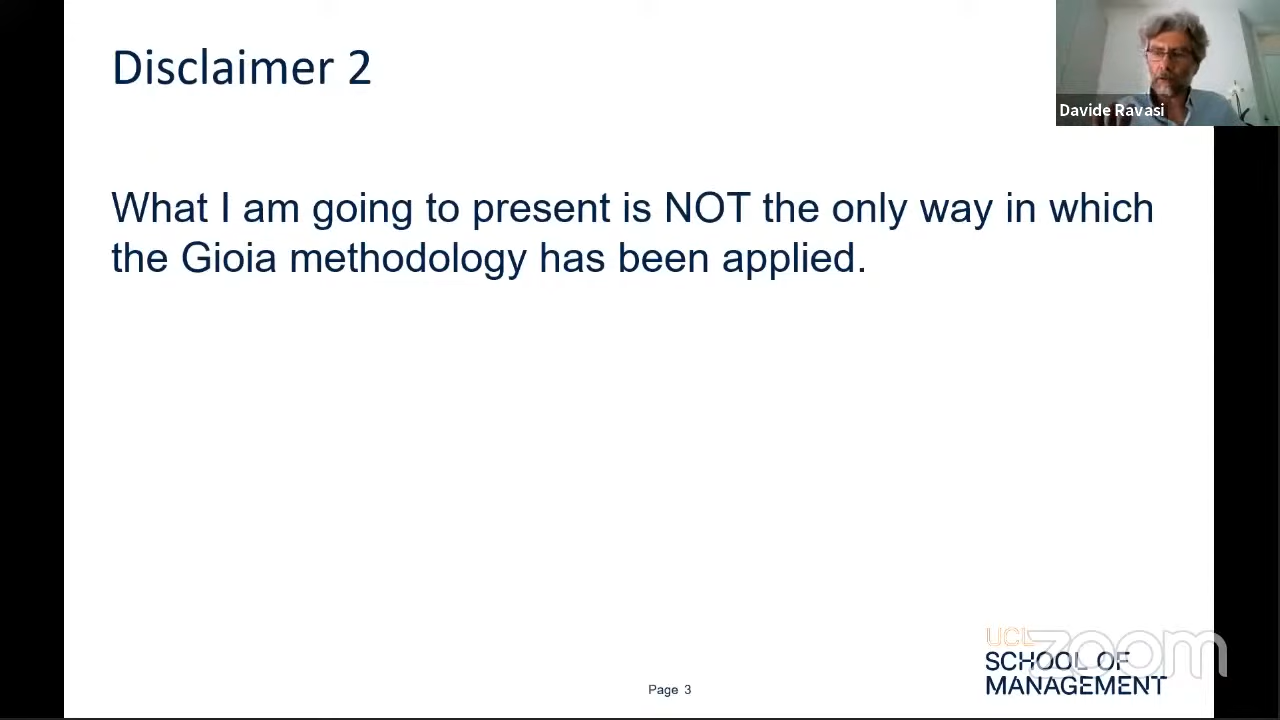 Disclaimer 2
Davide Ravasi
What I am going to present is NOT the only way in which
the Gioia methodology has been applied.
UCL
zoom
SCHOOL OF
MANAGEMENT
Page 3